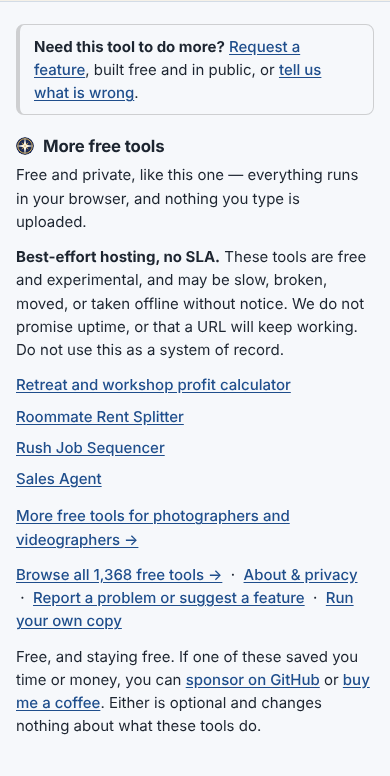 Need this tool to do more? Request a
feature, built free and in public, or tell us
what is wrong.
More free tools
Free and private, like this one — everything runs
in your browser, and nothing you type is
uploaded.
Best-effort hosting, no SLA. These tools are free
and experimental, and may be slow, broken,
moved, or taken offline without notice. We do not
promise uptime, or that a URL will keep working.
Do not use this as a system of record.
Retreat and workshop profit calculator
Roommate Rent Splitter
Rush Job Sequencer
Sales Agent
More free tools for photographers and
videographers →
Browse all 1,368 free tools → · About & privacy
· Report a problem or suggest a feature · Run
your own copy
Free, and staying free. If one of these saved you
time or money, you can sponsor on GitHub or buy
me a coffee. Either is optional and changes
nothing about what these tools do.